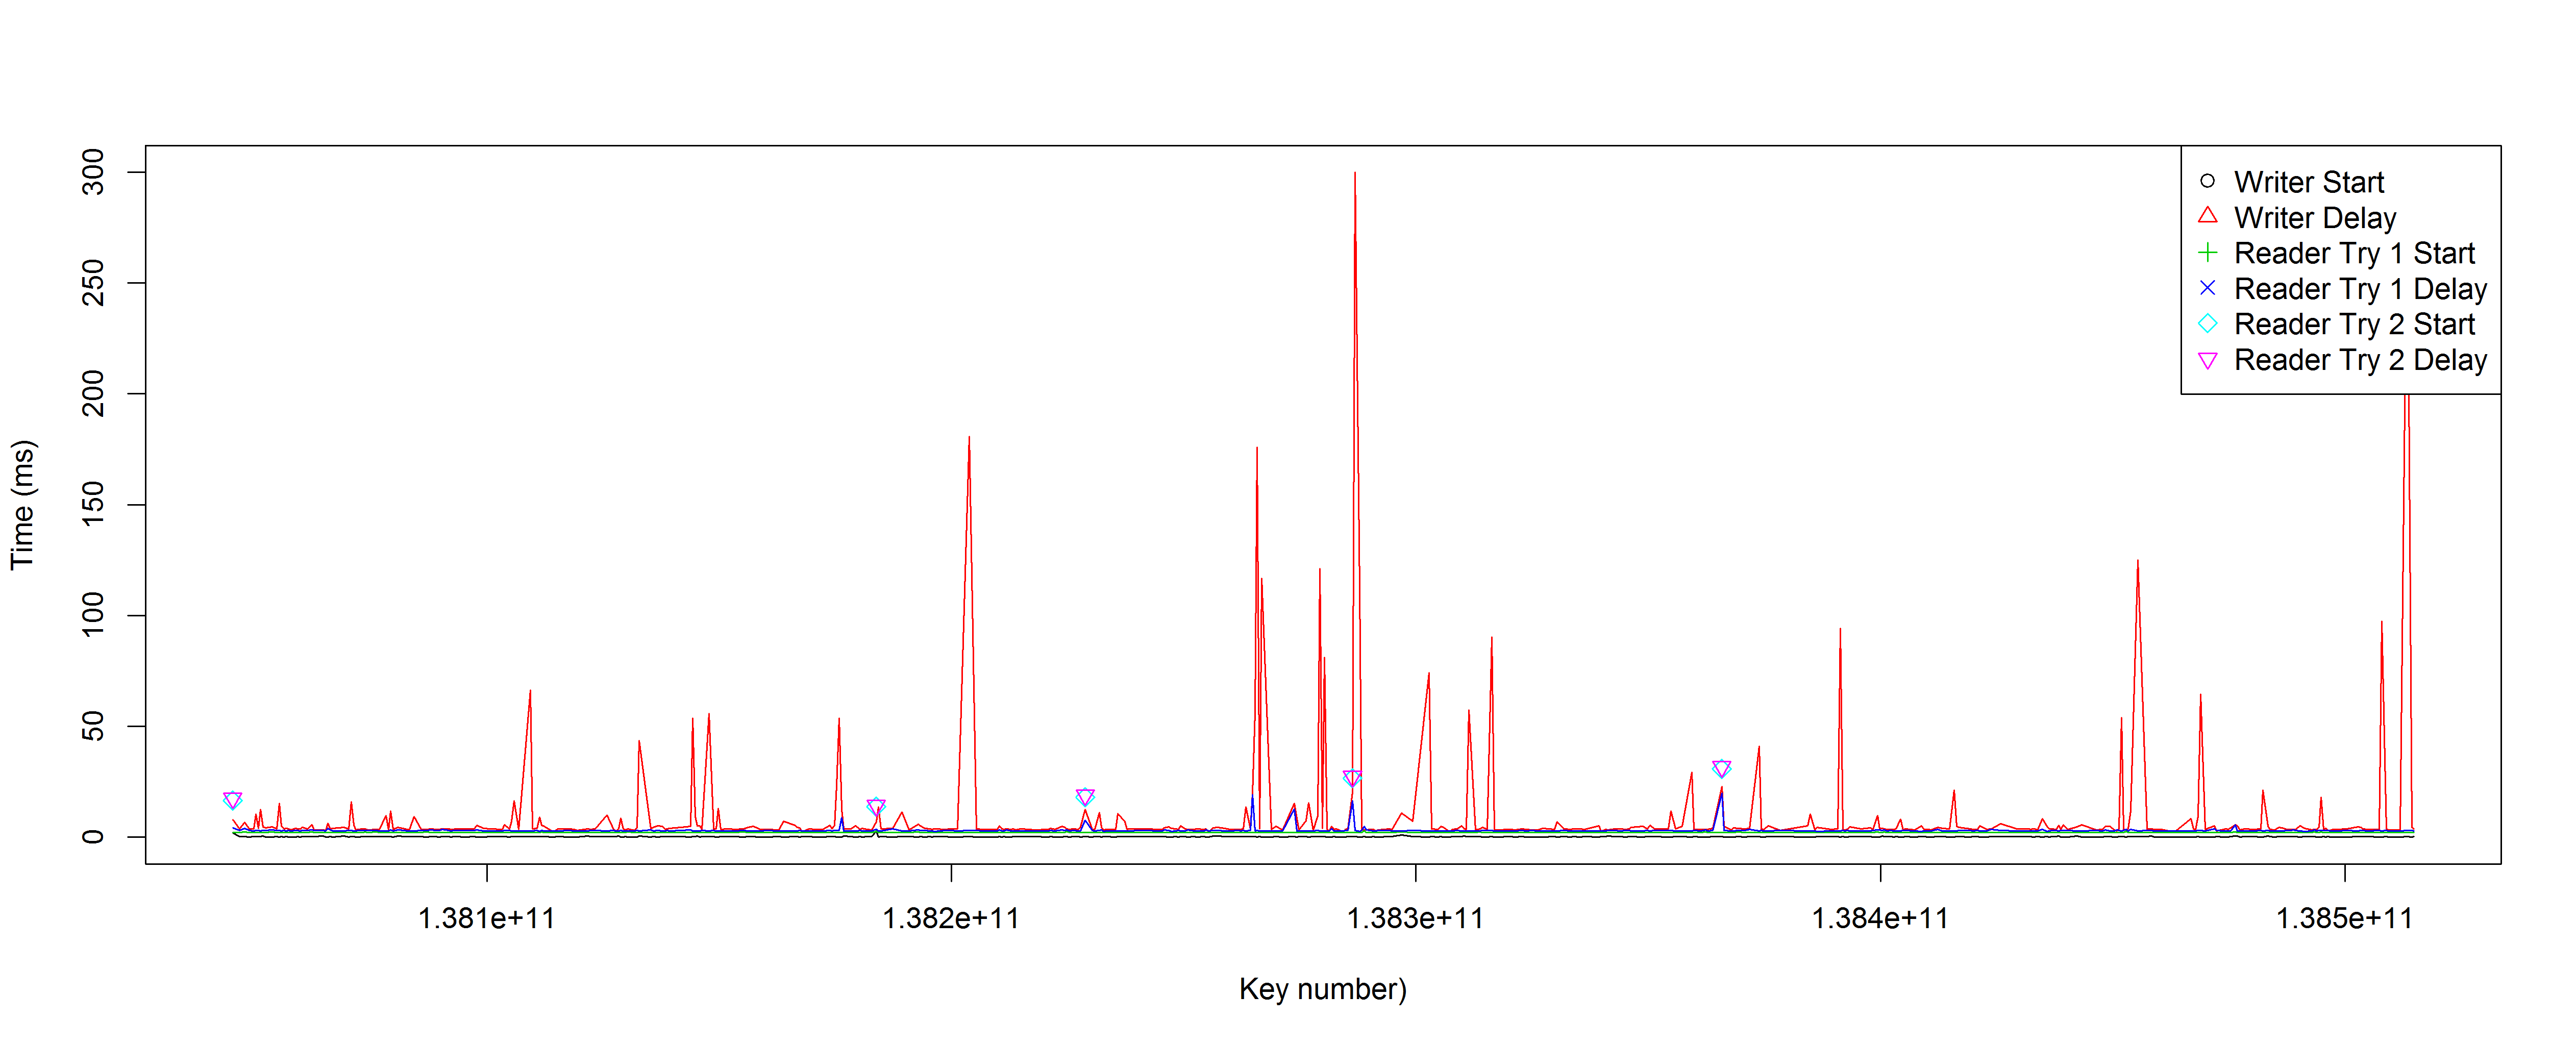 Time (ms)
300
250
200
150
100
50
0
Writer Start
Writer Delay
Reader Try 1 Start
Reader Try 1 Delay
Reader Try 2 Start
Reader Try 2 Delay
1.381e+11 1.382e+11 1.383e+11 1.384e+11 1.385e+11
Key number)